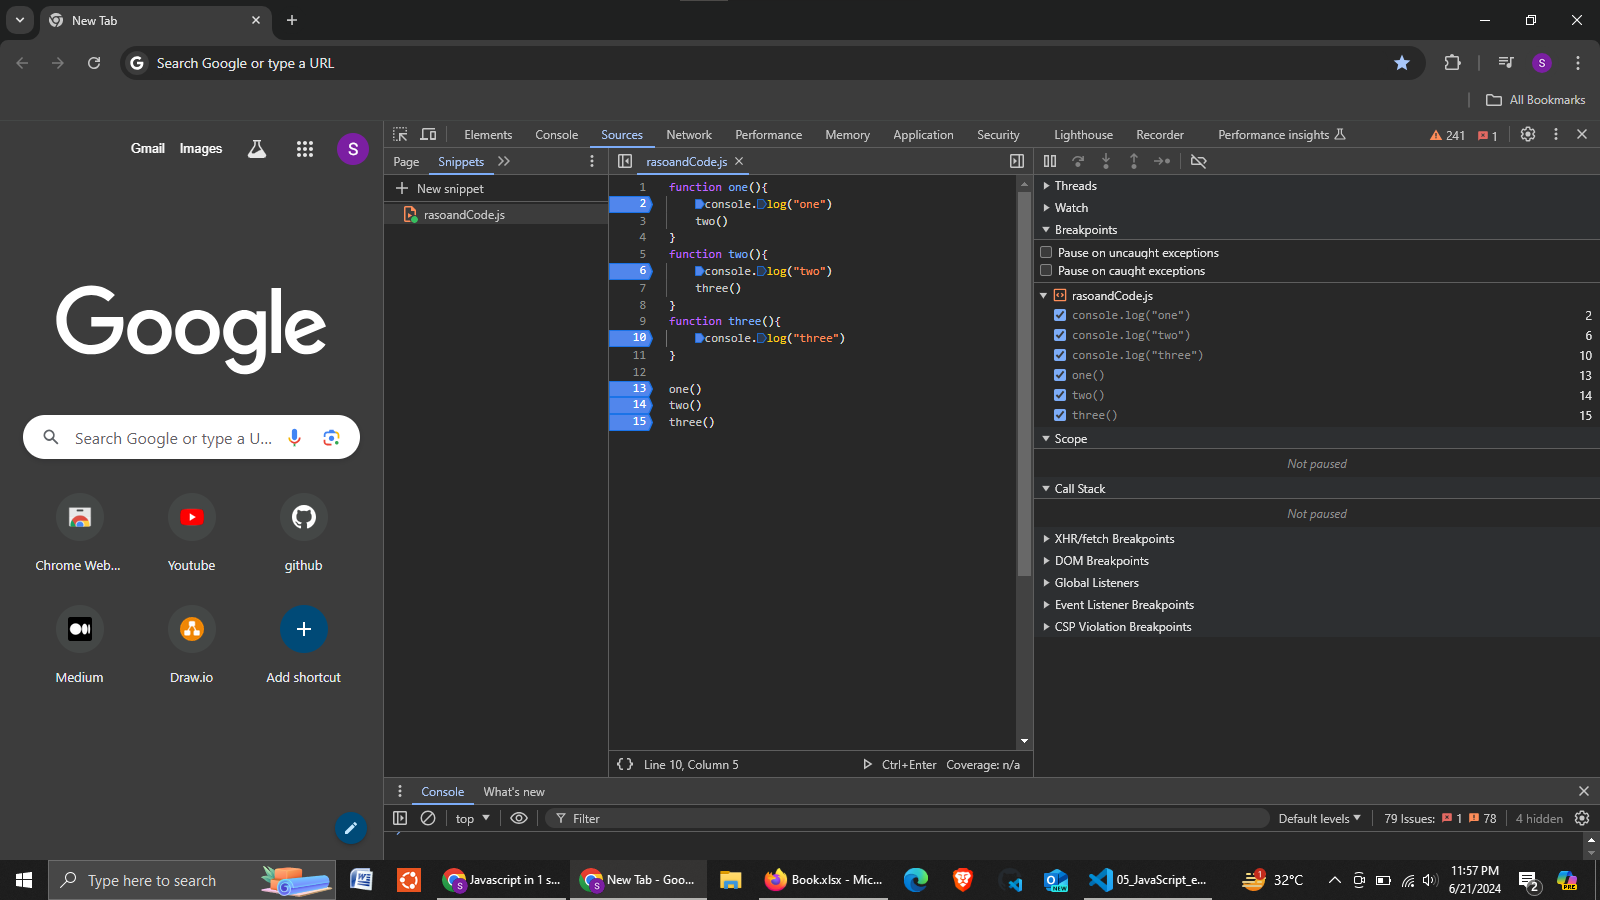 New Tab
Search Google or type a URL
S
All Bookmarks
Gmail Images
S
Google
Search Google or type a U...
Chrome Web...
Youtube
github
Medium
Draw.io
Add shortcut
Elements Console Sources Network Performance Memory Application Security Lighthouse Recorder Performance insights 241 1
Page Snippets
New snippet
rasoandCode.js
rasoandCode.js
1 function one(){
2 console.log("one")
3 two()
4 }
5 function two(){
6 console.log("two")
7 three()
8 }
9 function three(){
10 console.log("three")
11 }
12
13 one()
14 two()
15 three()
{} Line 10, Column 5 Ctrl+Enter Coverage: n/a
Threads
Watch
Breakpoints
Pause on uncaught exceptions
Pause on caught exceptions
rasoandCode.js
console.log("one") 2
console.log("two") 6
console.log("three") 10
one() 13
two() 14
three() 15
Scope
Not paused
Call Stack
Not paused
XHR/fetch Breakpoints
DOM Breakpoints
Global Listeners
Event Listener Breakpoints
CSP Violation Breakpoints
Console What's new
top Filter Default levels 79 Issues: 1 78 4 hidden
Type here to search
Javascript in 1 s...
New Tab - Goo...
Book.xlsx - Mic...
NEW
05_JavaScript_e...
1
32°C
11:57 PM
6/21/2024
2
PRE